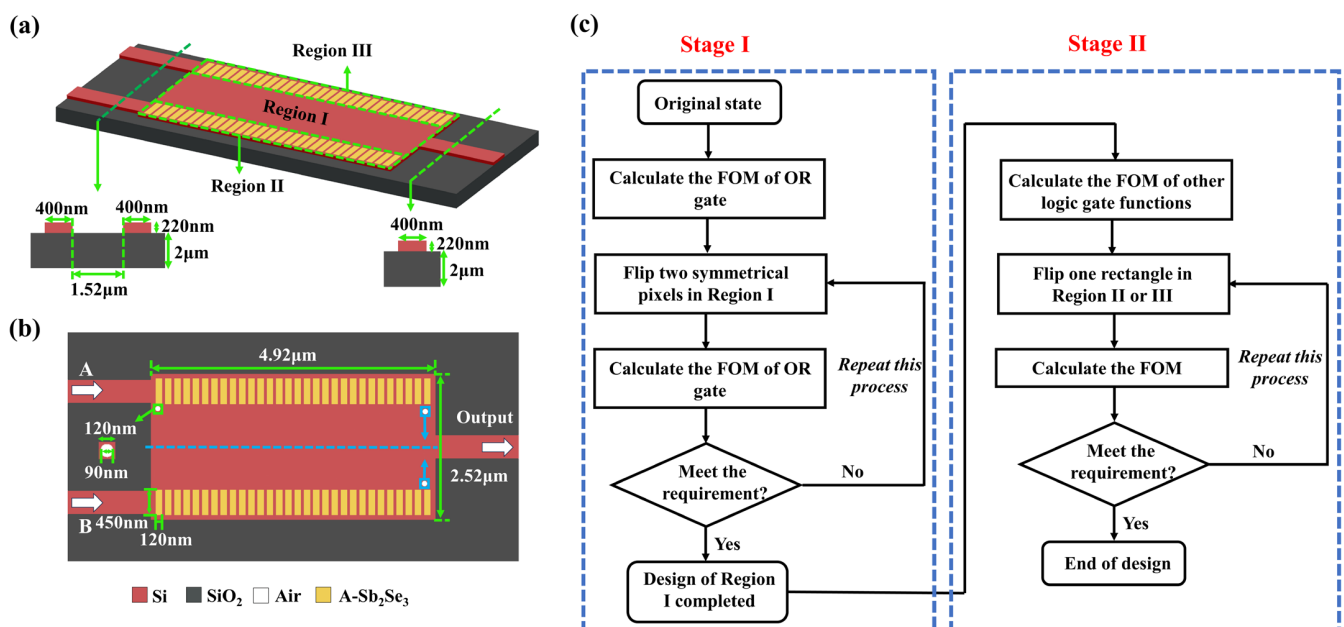 (a)
Region III
Region I
Region II
400nm
400nm
220nm
2μm
1.52μm
400nm
220nm
2μm
(b)
4.92μm
A
Output
120nm
90nm
2.52μm
B
450nm
120nm
Si
SiO₂
Air
A-Sb₂Se₃
(c)
Stage I
Original state
Calculate the FOM of OR
gate
Flip two symmetrical
pixels in Region I
Calculate the FOM of OR
gate
Repeat this
process
Meet the
requirement?
No
Yes
Design of Region
I completed
Stage II
Calculate the FOM of other
logic gate functions
Flip one rectangle in
Region II or III
Calculate the FOM
Repeat this
process
Meet the
requirement?
No
Yes
End of design